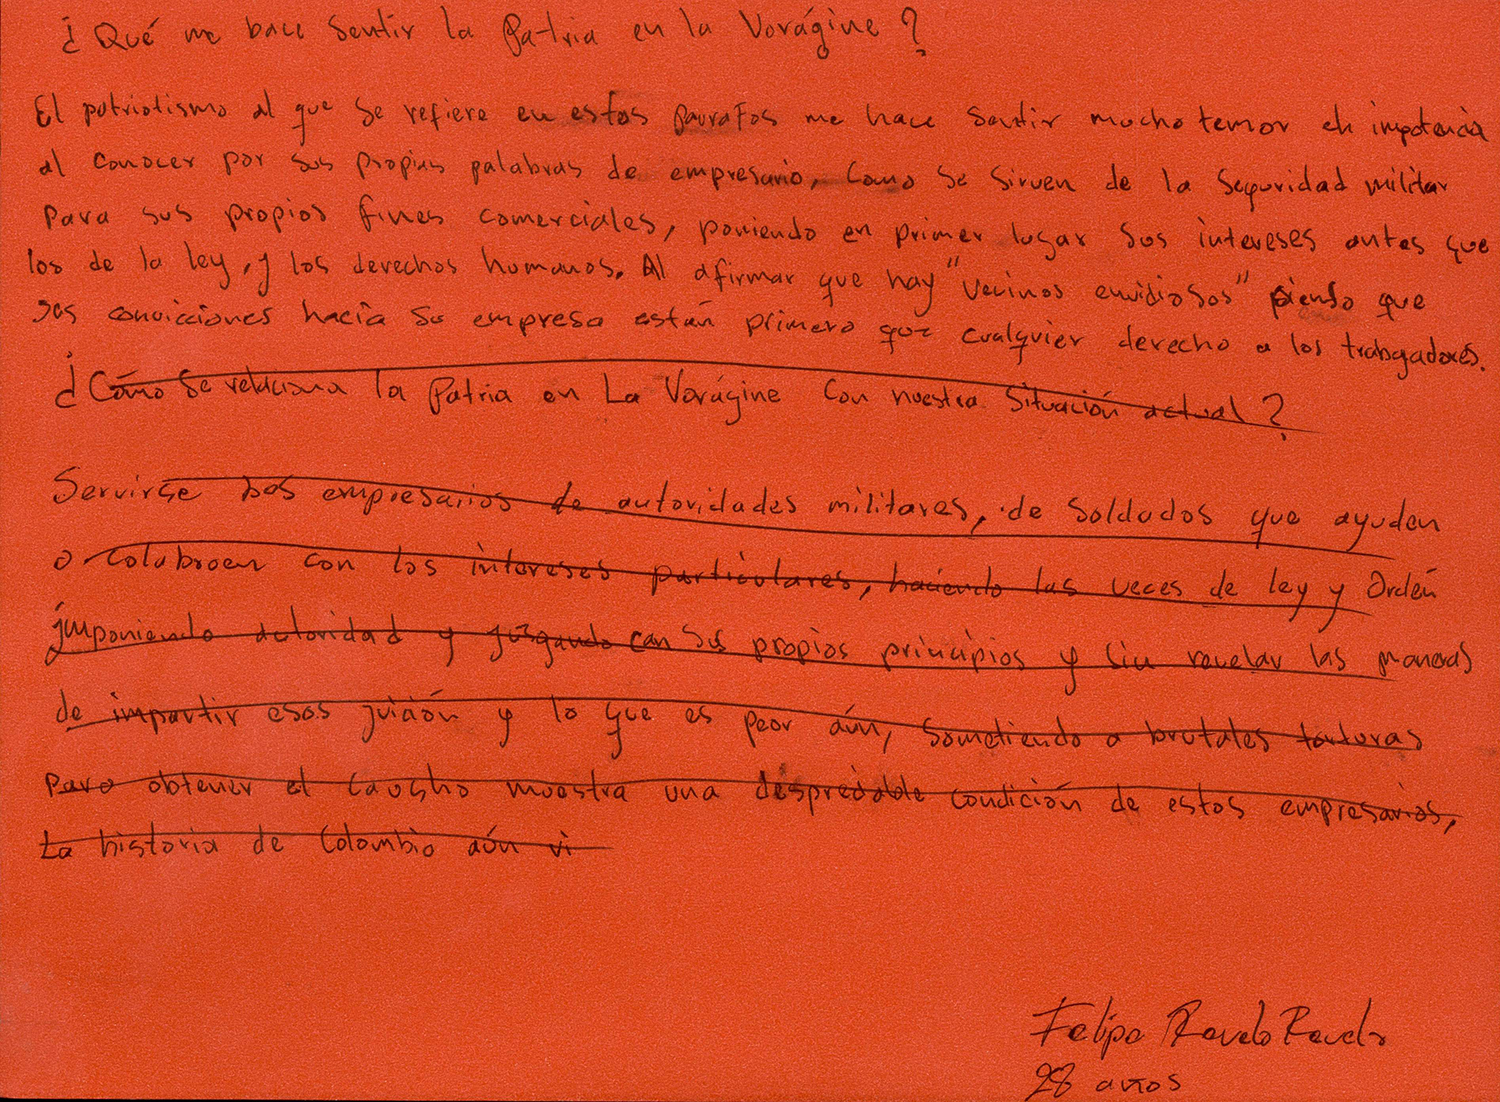 ¿Qué me hace sentir la Patria en la Vorágine?
El patriotismo al que se refiere en estos parrafos me hace sentir mucho temor e impotencia
al conocer por sus propias palabras de empresario, como se sirven de la seguridad militar
para sus propios fines comerciales, poniendo en primer lugar sus intereses antes que
los de la ley, y los derechos humanos. Al afirmar que hay "vecinos envidiosos" pienso que
sus convicciones hacia su empresa están primero que cualquier derecho a los trabajadores.
¿Cómo se relaciona la Patria en La Vorágine con nuestra situación actual?
Servirse los empresarios de autoridades militares, de soldados que ayuden
o colabroen con los intereses particulares, haciendo las veces de ley y orden
imponiendo autoridad y juzgando con sus propios principios y sin revelar las maneras
de impartir esos juición y lo que es peor aún, sometiendo a brutales torturas
para obtener el caucho muestra una despreciable condición de estos empresarios,
La historia de Colombia aún vi
Felipe Ravelo
28 años